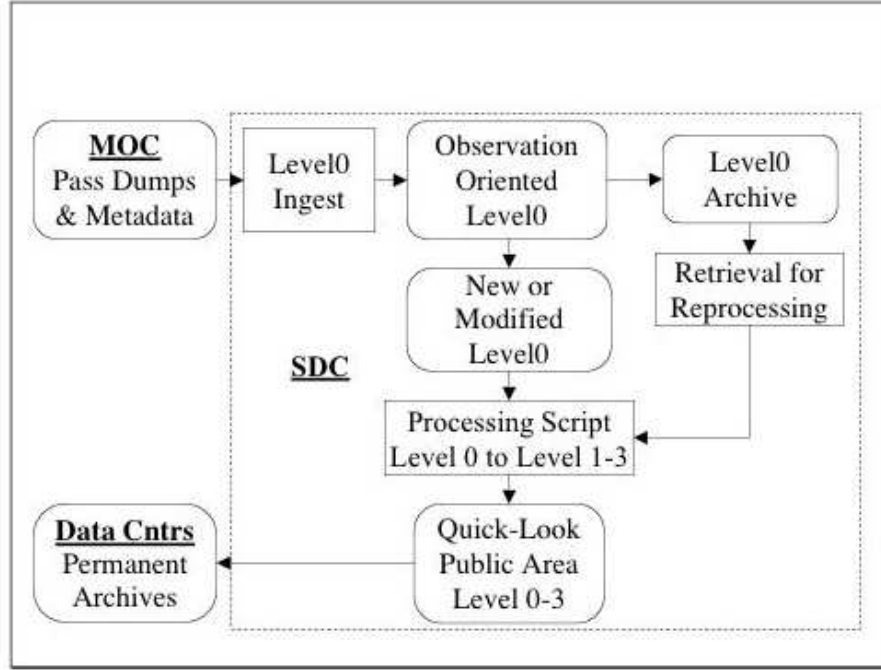 MOC
Pass Dumps
& Metadata
Level0
Ingest
Observation
Oriented
Level0
Level0
Archive
New or
Modified
Level0
Retrieval for
Reprocessing
SDC
Processing Script
Level 0 to Level 1-3
Data Cntrs
Permanent
Archives
Quick-Look
Public Area
Level 0-3